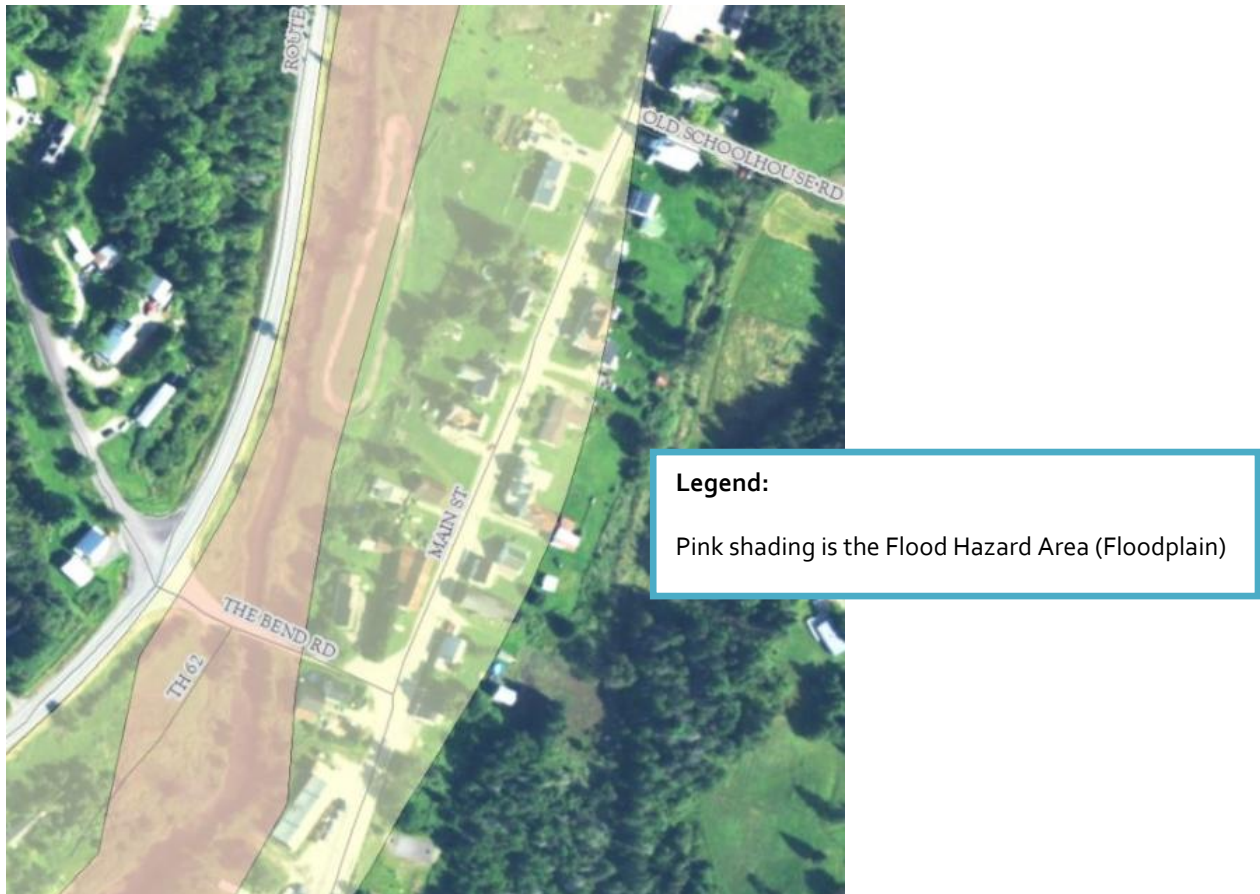 ROUTE
OLD SCHOOLHOUSE RD
MAIN ST
THE BEND RD
TH 62
Legend:
Pink shading is the Flood Hazard Area (Floodplain)